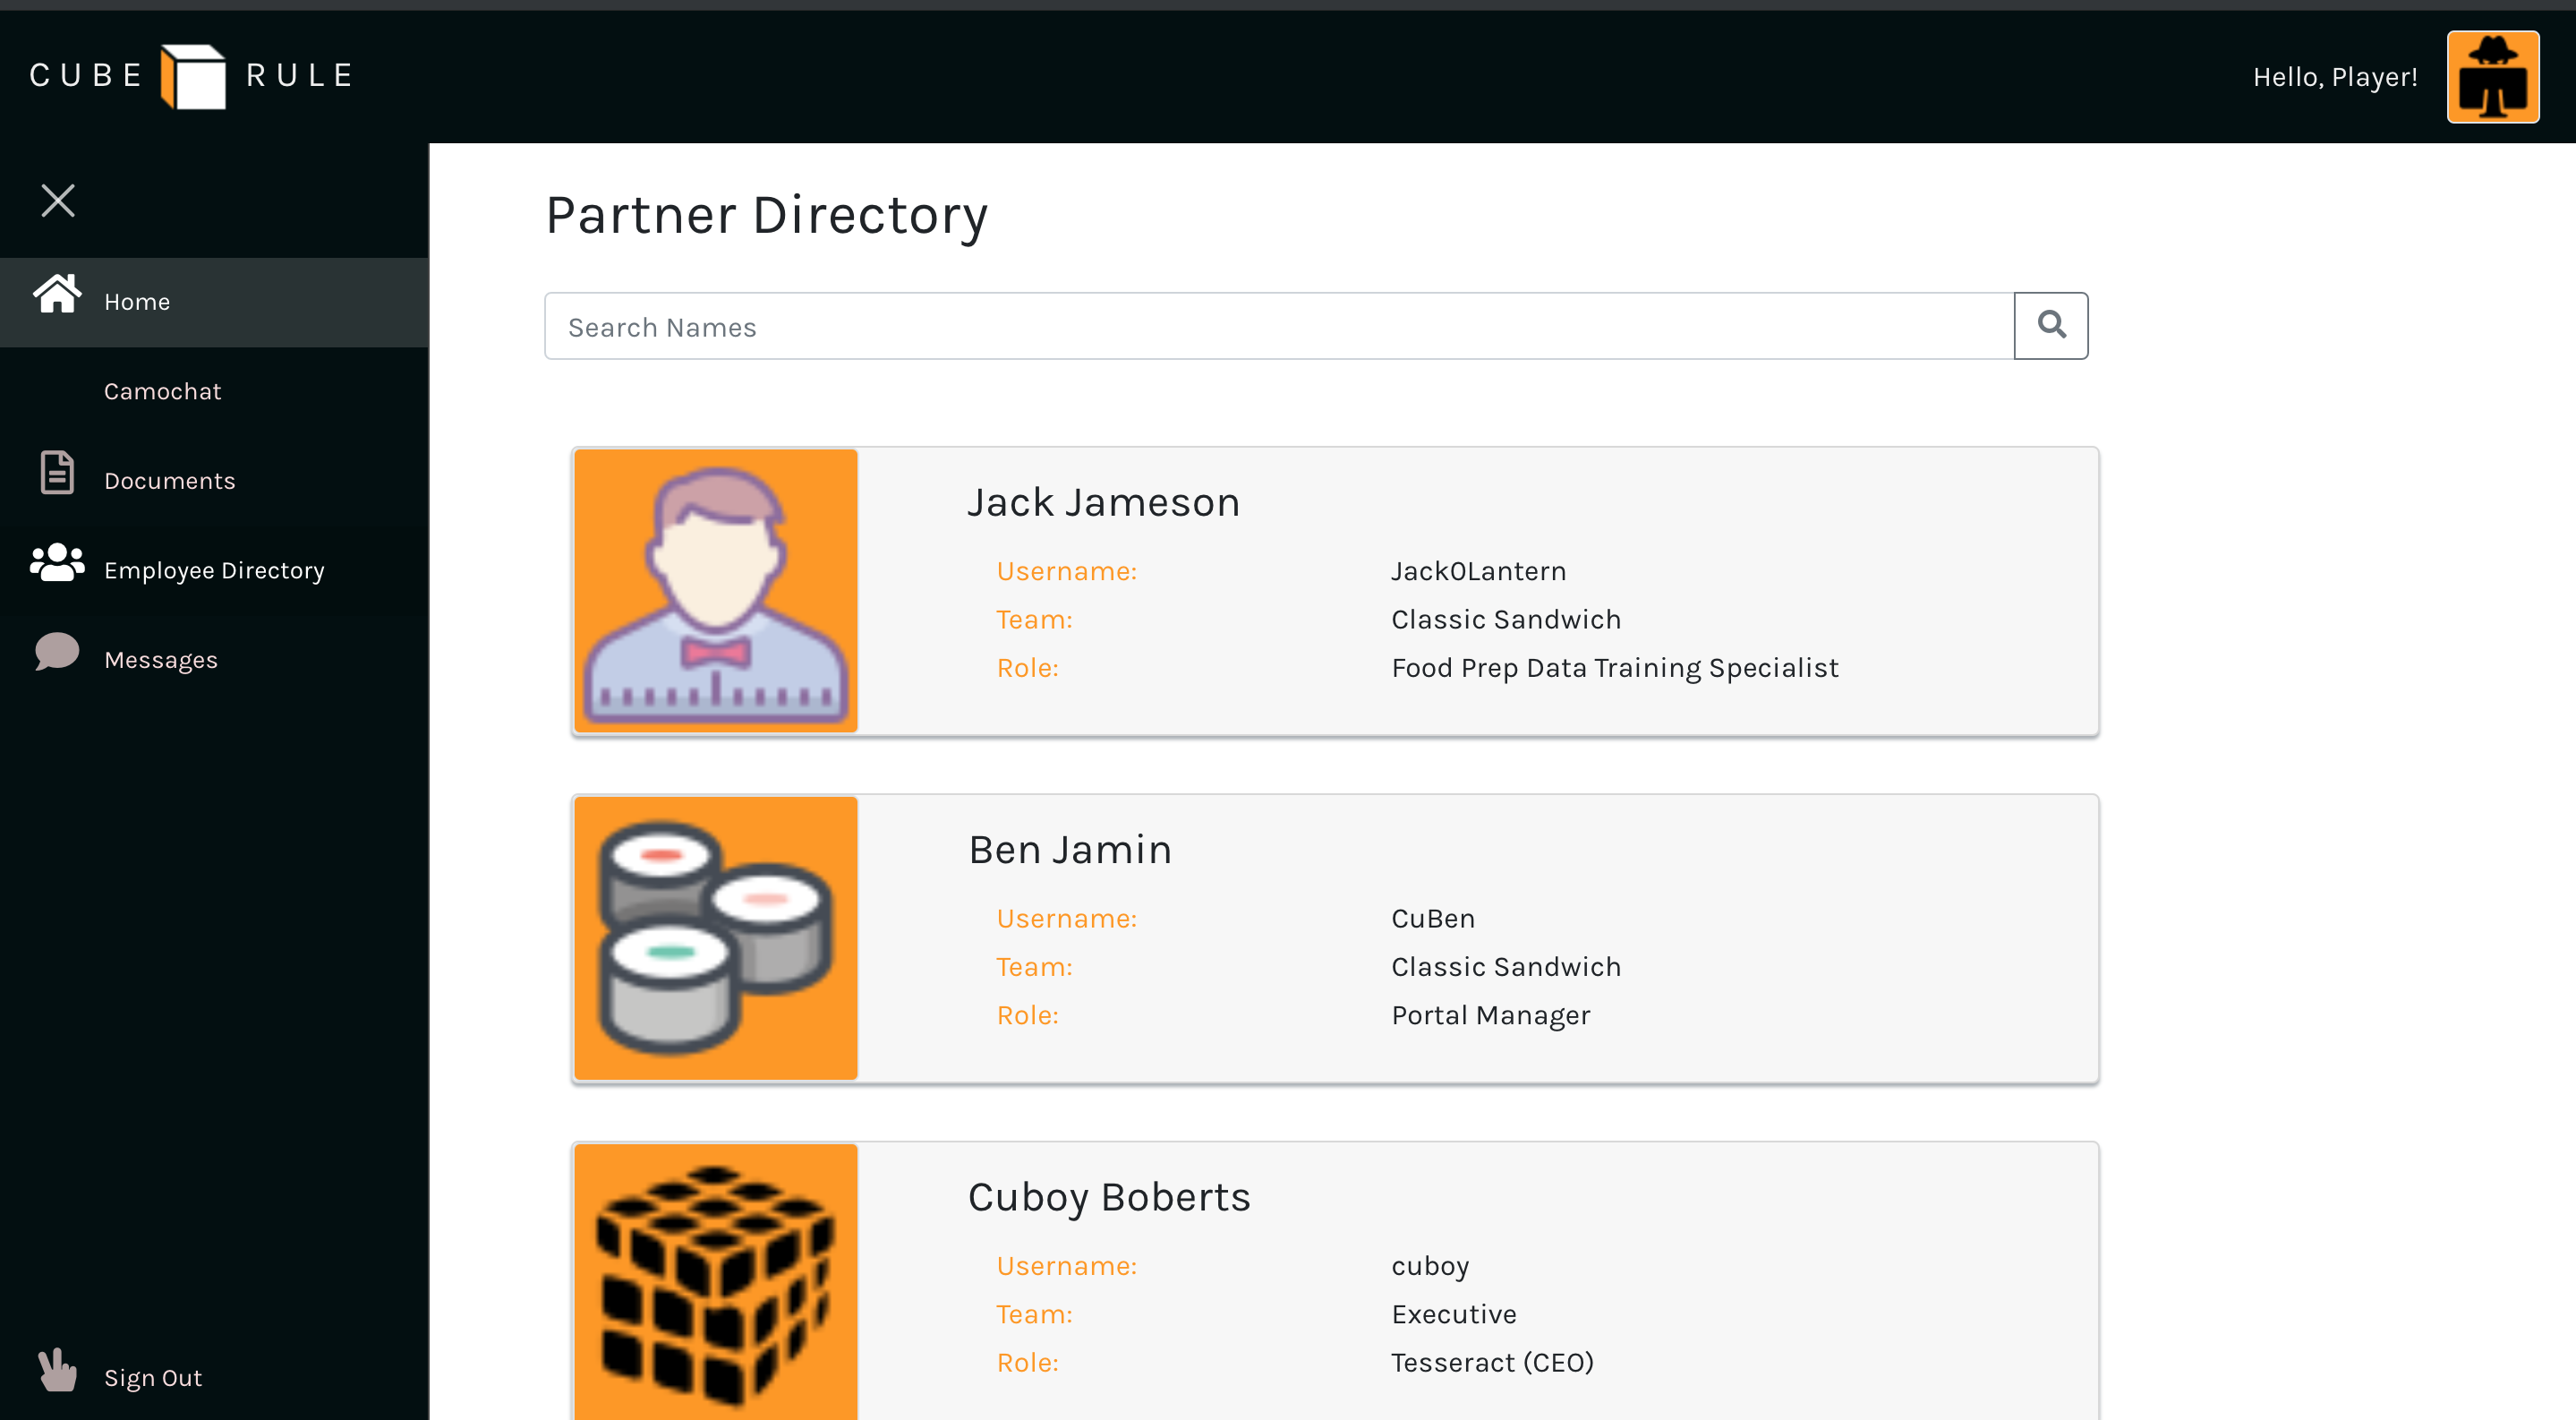 CUBE RULE
Hello, Player!
Home
Camochat
Documents
Employee Directory
Messages
Sign Out
Partner Directory
Search Names
Jack Jameson
Username: Jack0Lantern
Team: Classic Sandwich
Role: Food Prep Data Training Specialist
Ben Jamin
Username: CuBen
Team: Classic Sandwich
Role: Portal Manager
Cuboy Boberts
Username: cuboy
Team: Executive
Role: Tesseract (CEO)